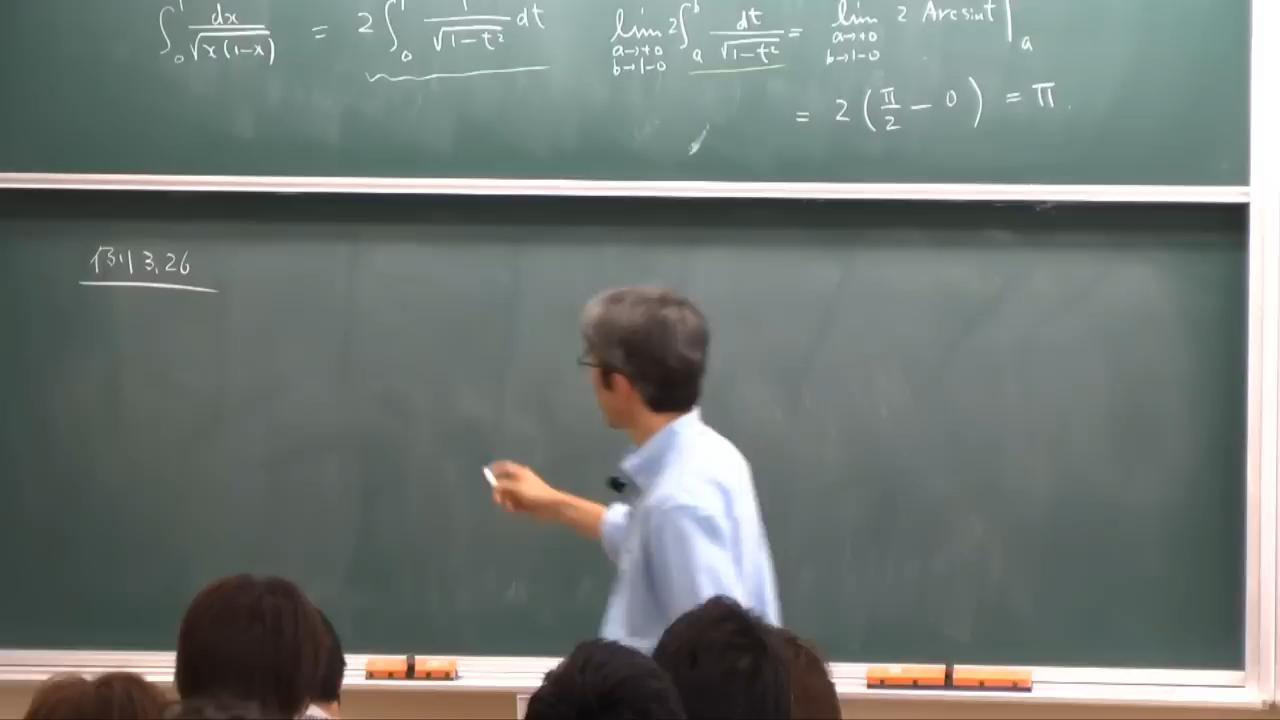 ∫₀¹ dx/√(x(1-x)) = 2∫₀¹ 1/√(1-t²) dt
lim a→+0 b→1-0 2∫ₐᵇ dt/√(1-t²) = lim a→+0 b→1-0 2 Arcsin t |ₐ
= 2(π/2 - 0) = π.
例 3.26